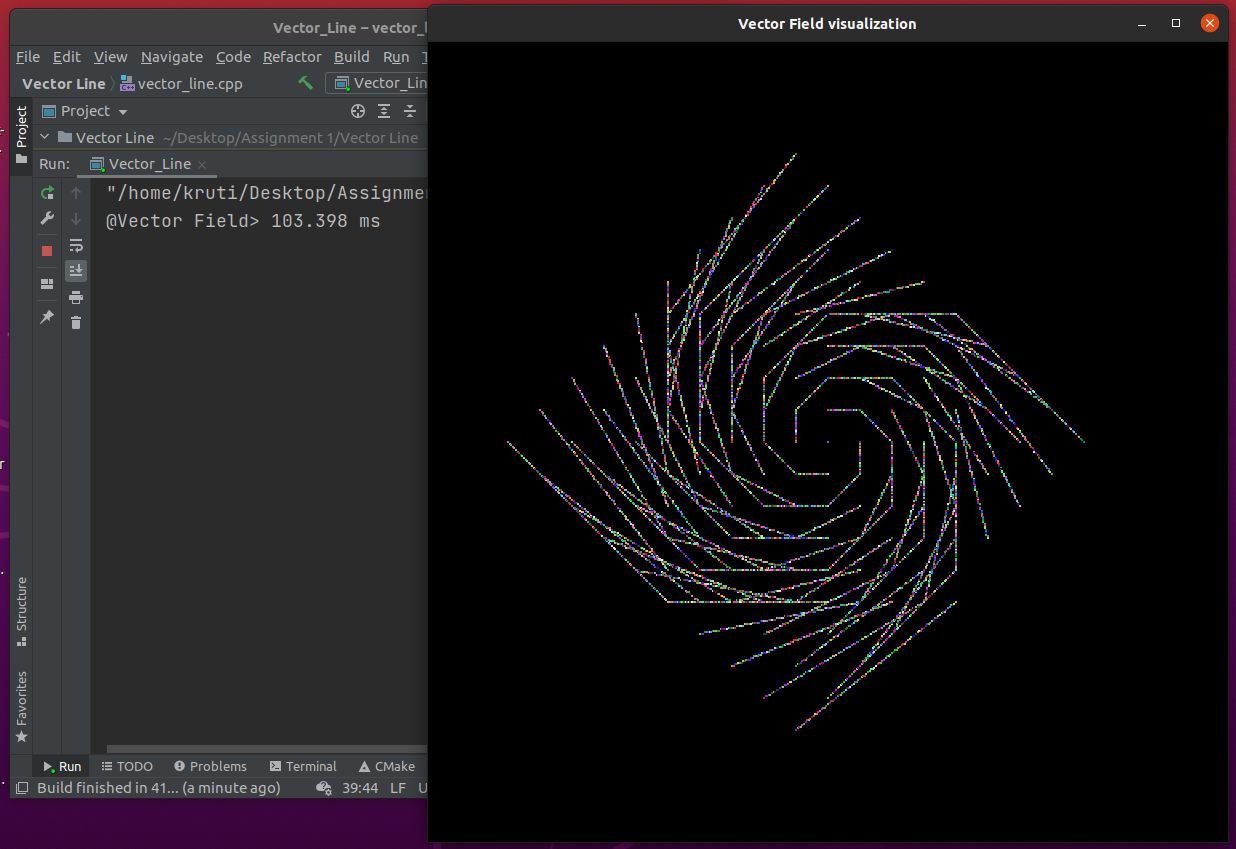 Vector_Line – vector_l
Vector Field visualization
File Edit View Navigate Code Refactor Build Run
Vector Line vector_line.cpp Vector_Lin
Project
Project
Vector Line ~/Desktop/Assignment 1/Vector Line
Run: Vector_Line
"/home/kruti/Desktop/Assignme
@Vector Field> 103.398 ms
Structure
Favorites
Run TODO Problems Terminal CMake
Build finished in 41... (a minute ago) 39:44 LF U